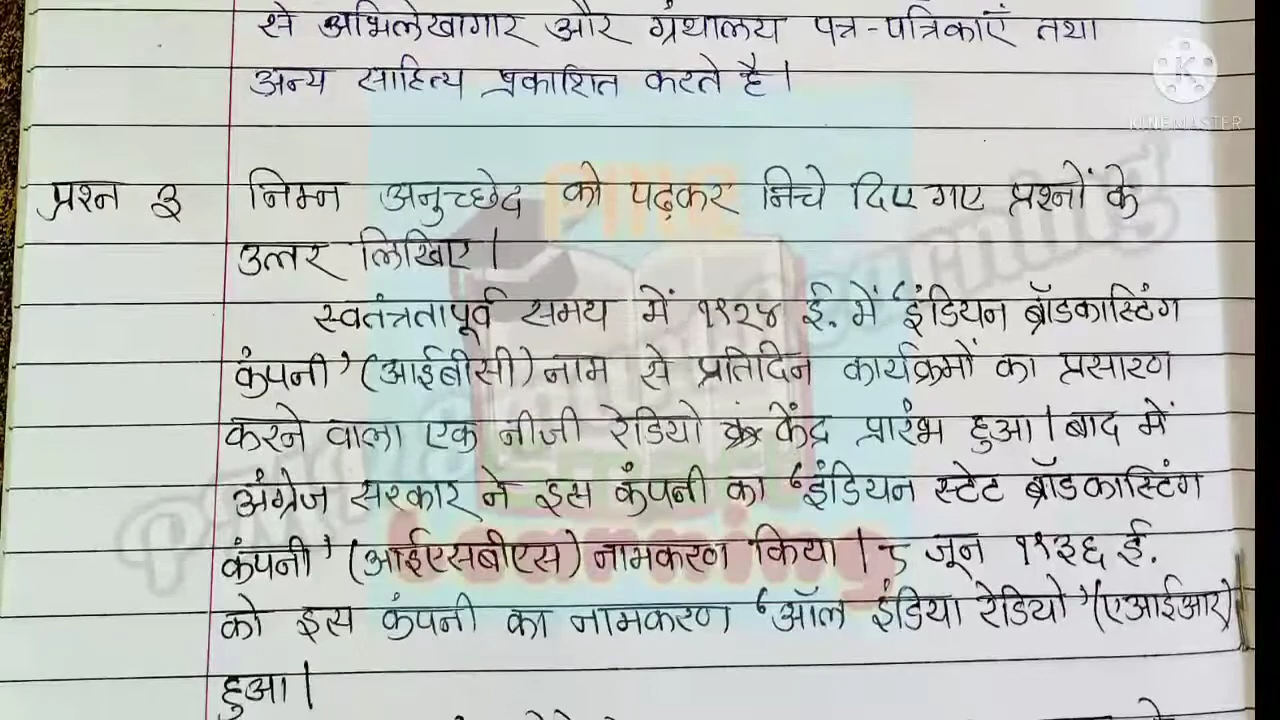 से अभिलेखागार और ग्रंथालय पत्र-पत्रिकाएँ तथा
अन्य साहित्य प्रकाशित करते है।
KINEMASTER
प्रश्न ३ निम्न अनुच्छेद को पढ़कर निचे दिए गए प्रश्नों के
उत्तर लिखिए।
स्वतंत्रतापूर्व समय में १९२४ ई. में 'इंडियन ब्रॉडकास्टिंग
कंपनी' (आईबीसी) नाम से प्रतिदिन कार्यक्रमों का प्रसारण
करने वाला एक नीजी रेडियो केंद्र प्रारंभ हुआ। बाद में
अंग्रेज सरकार ने इस कंपनी का 'इंडियन स्टेट ब्रॉडकास्टिंग
कंपनी' (आईएसबीएस) नामकरण किया। ८ जून १९३६ ई.
को इस कंपनी का नामकरण 'ऑल इंडिया रेडियो' (एआईआर)
हुआ।